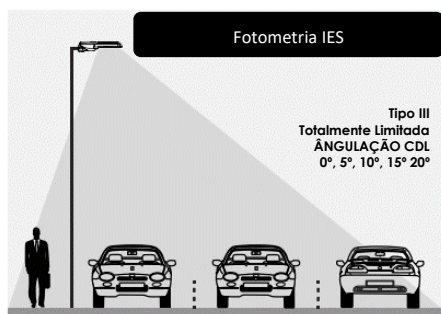 Fotometria IES
Tipo III
Totalmente Limitada
ÂNGULAÇÃO CDL
0º, 5º, 10º, 15º 20º